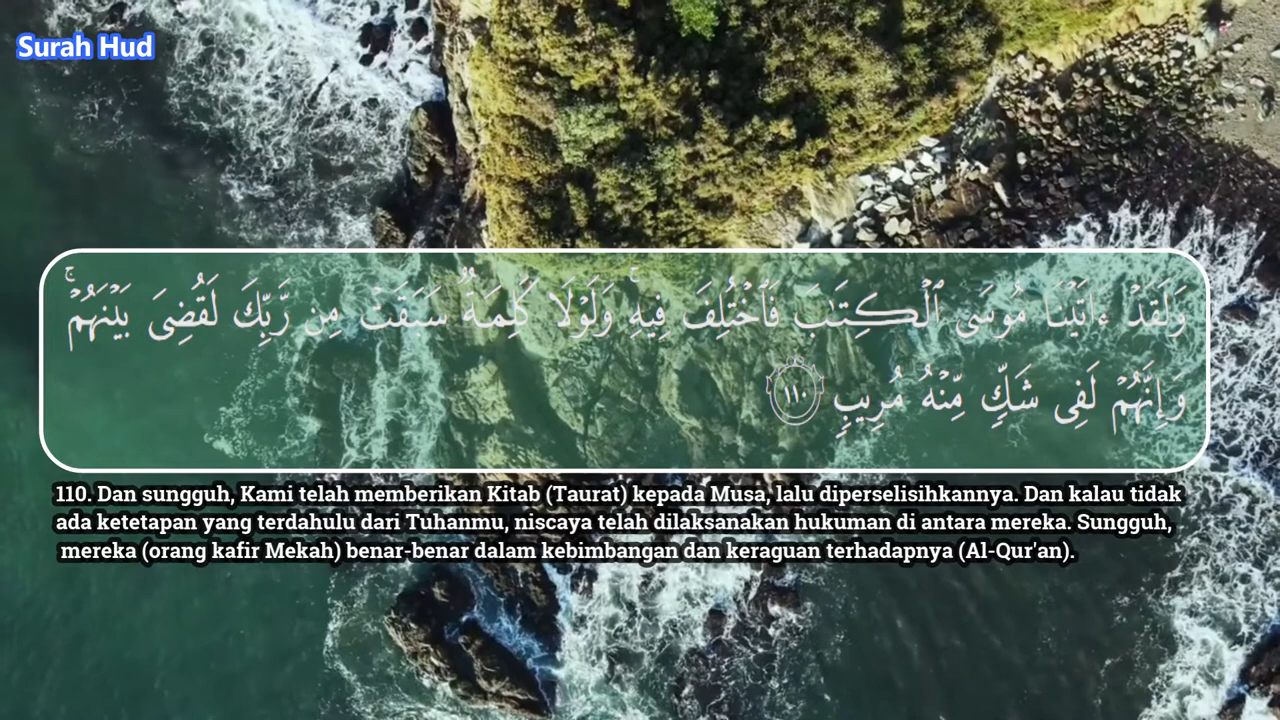 Surah Hud
وَلَقَدْ ءَاتَيْنَا مُوسَى ٱلْكِتَٰبَ فَٱخْتُلِفَ فِيهِ ۚ وَلَوْلَا كَلِمَةٌ سَبَقَتْ مِن رَّبِّكَ لَقُضِىَ بَيْنَهُمْ ۚ
وَإِنَّهُمْ لَفِى شَكٍّ مِّنْهُ مُرِيبٍ ١١٠
110. Dan sungguh, Kami telah memberikan Kitab (Taurat) kepada Musa, lalu diperselisihkannya. Dan kalau tidak
ada ketetapan yang terdahulu dari Tuhanmu, niscaya telah dilaksanakan hukuman di antara mereka. Sungguh,
mereka (orang kafir Mekah) benar-benar dalam kebimbangan dan keraguan terhadapnya (Al-Qur'an).